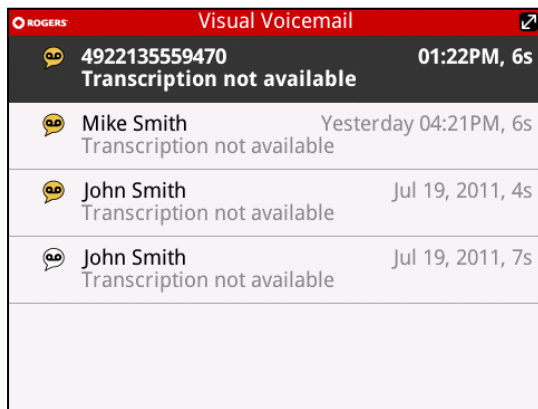 ROGERS Visual Voicemail
4922135559470 01:22PM, 6s
Transcription not available
Mike Smith Yesterday 04:21PM, 6s
Transcription not available
John Smith Jul 19, 2011, 4s
Transcription not available
John Smith Jul 19, 2011, 7s
Transcription not available